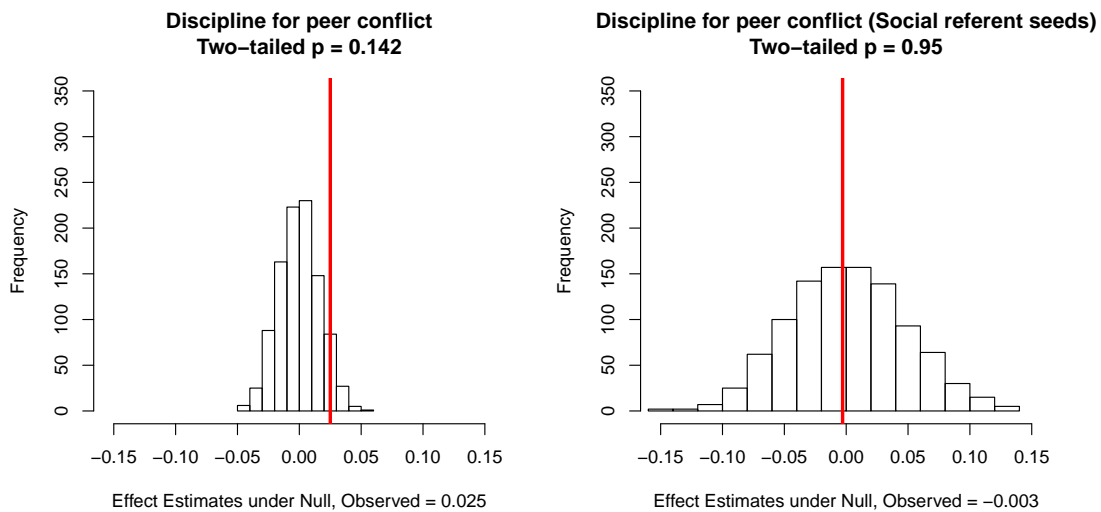 Discipline for peer conflict
Two−tailed p = 0.142
Frequency
350
300
250
200
150
100
50
0
−0.15 −0.10 −0.05 0.00 0.05 0.10 0.15
Effect Estimates under Null, Observed = 0.025
Discipline for peer conflict (Social referent seeds)
Two−tailed p = 0.95
Frequency
350
300
250
200
150
100
50
0
−0.15 −0.10 −0.05 0.00 0.05 0.10 0.15
Effect Estimates under Null, Observed = −0.003